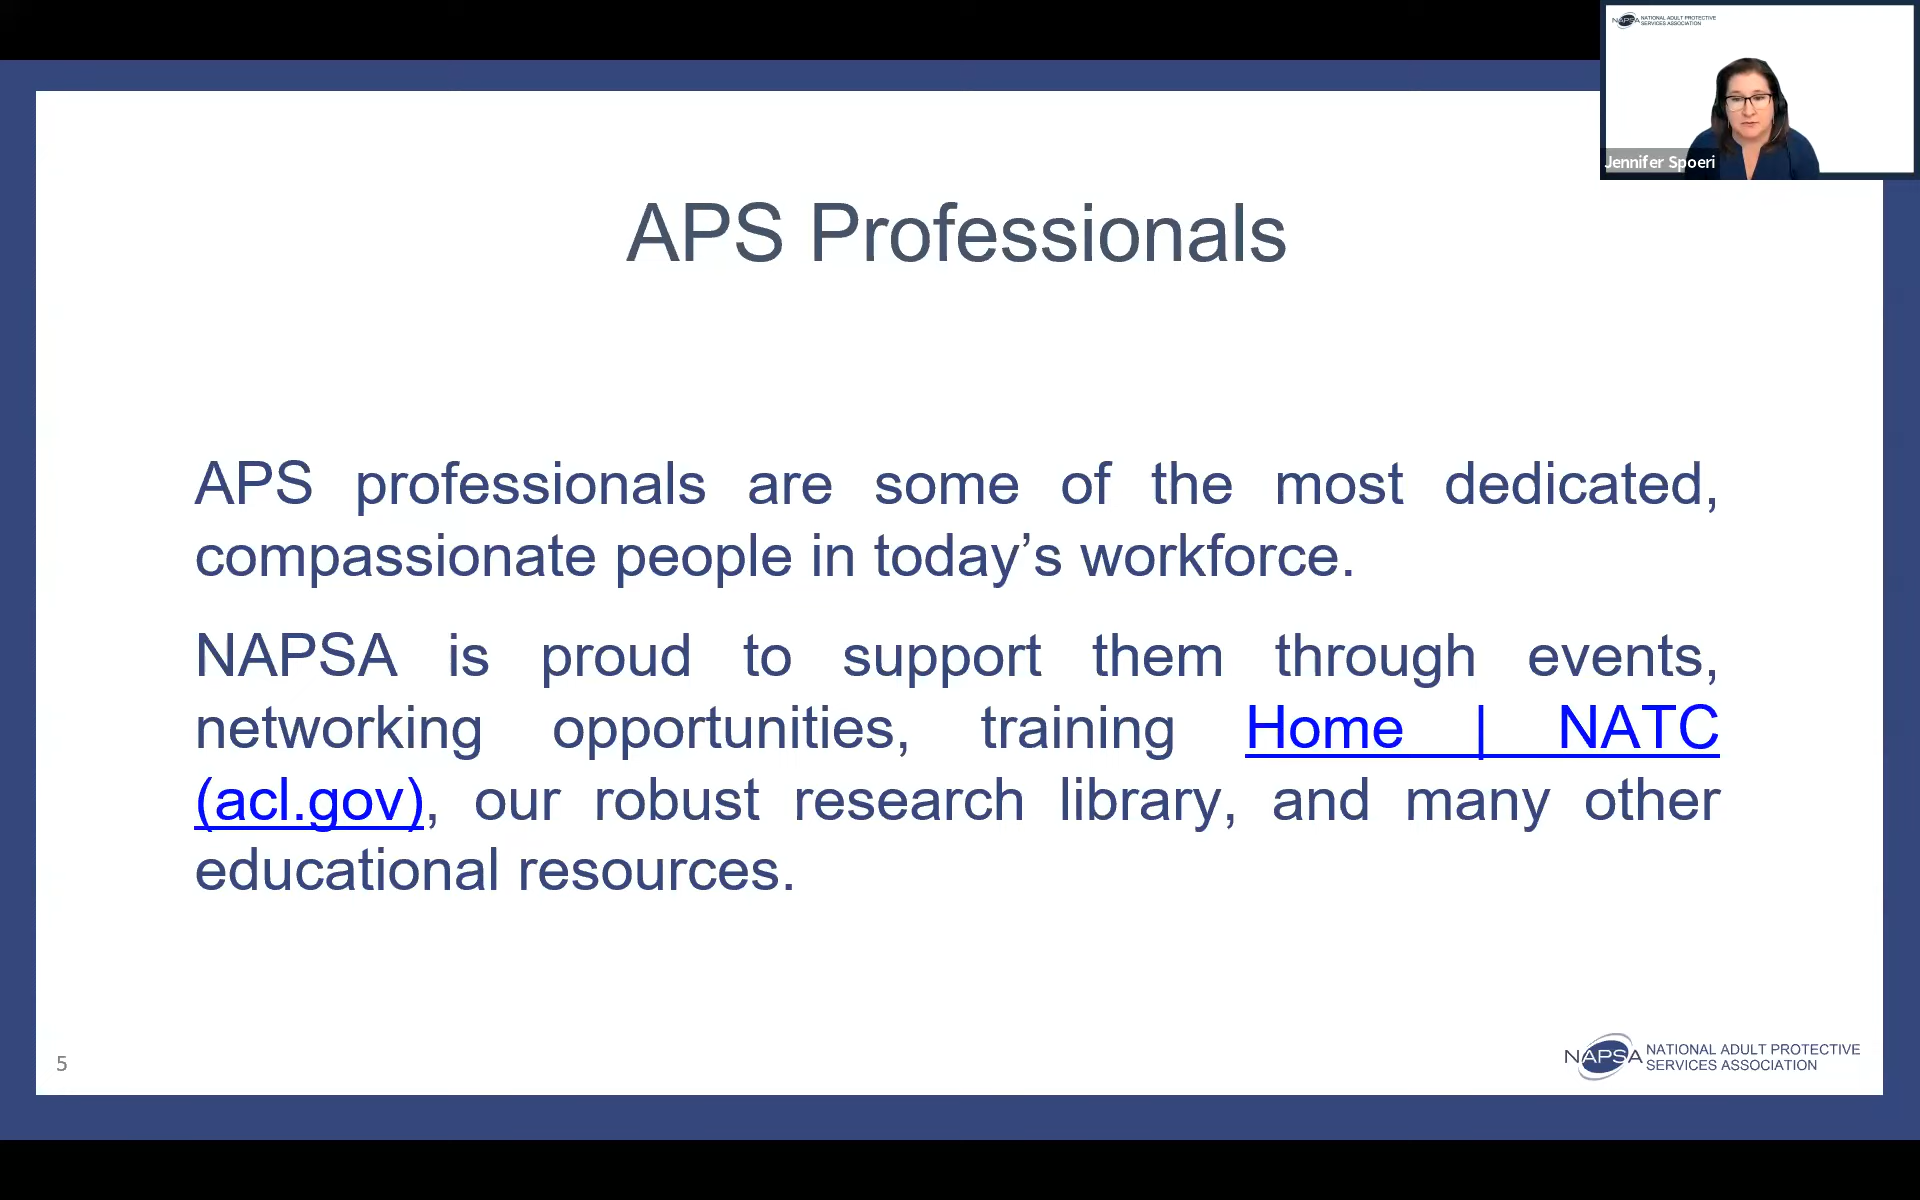 NAPSA NATIONAL ADULT PROTECTIVE
SERVICES ASSOCIATION
Jennifer Spoeri
APS Professionals
APS professionals are some of the most dedicated,
compassionate people in today’s workforce.
NAPSA is proud to support them through events,
networking opportunities, training Home | NATC
(acl.gov), our robust research library, and many other
educational resources.
5
NAPSA NATIONAL ADULT PROTECTIVE
SERVICES ASSOCIATION